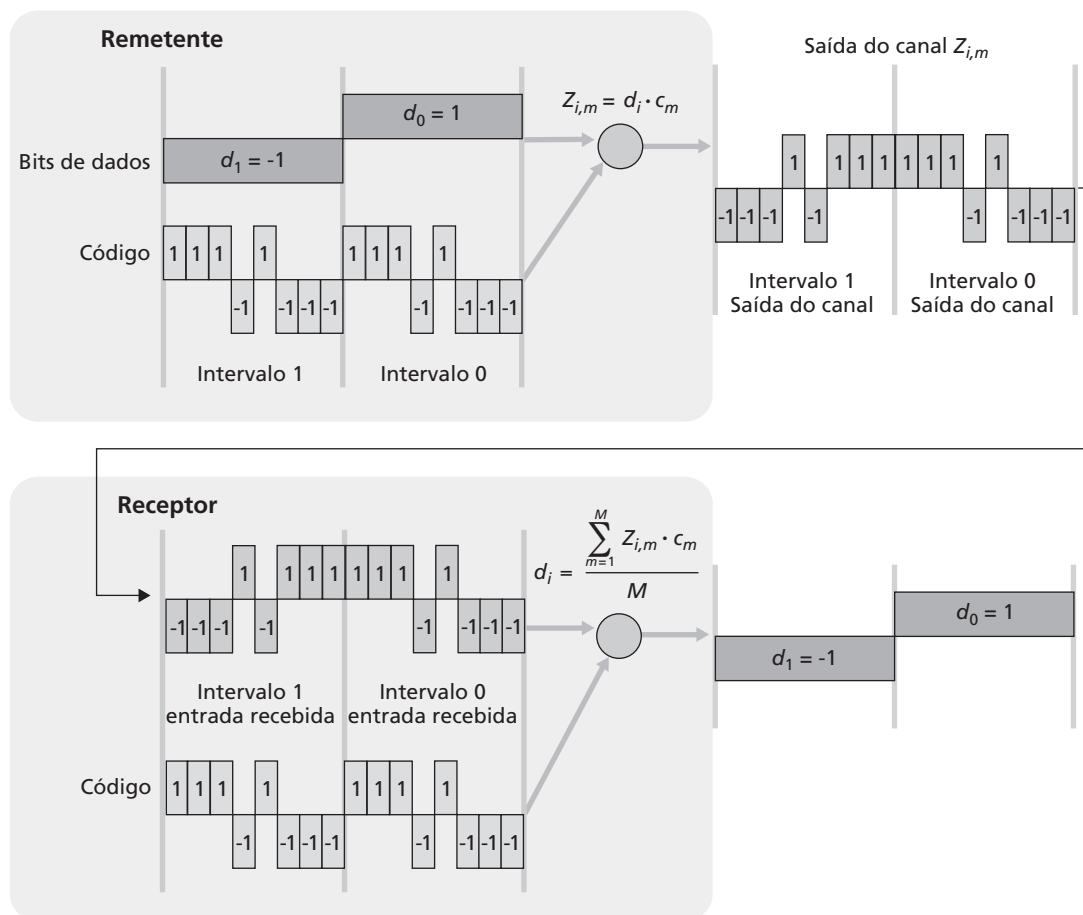 Remetente
Saída do canal Z_{i,m}
Z_{i,m} = d_i · c_m
d_0 = 1
Bits de dados
d_1 = -1
1 1 1 1 1 1 1 1
-1 -1 -1 -1 -1 -1 -1 -1
Código
1 1 1 1 1 1 1 1
-1 -1 -1 -1 -1 -1 -1 -1
Intervalo 1
Saída do canal
Intervalo 0
Saída do canal
Intervalo 1
Intervalo 0
Receptor
d_i = \frac{\sum_{m=1}^{M} Z_{i,m} · c_m}{M}
1 1 1 1 1 1 1 1
-1 -1 -1 -1 -1 -1 -1 -1
d_0 = 1
d_1 = -1
Intervalo 1
entrada recebida
Intervalo 0
entrada recebida
Código
1 1 1 1 1 1 1 1
-1 -1 -1 -1 -1 -1 -1 -1